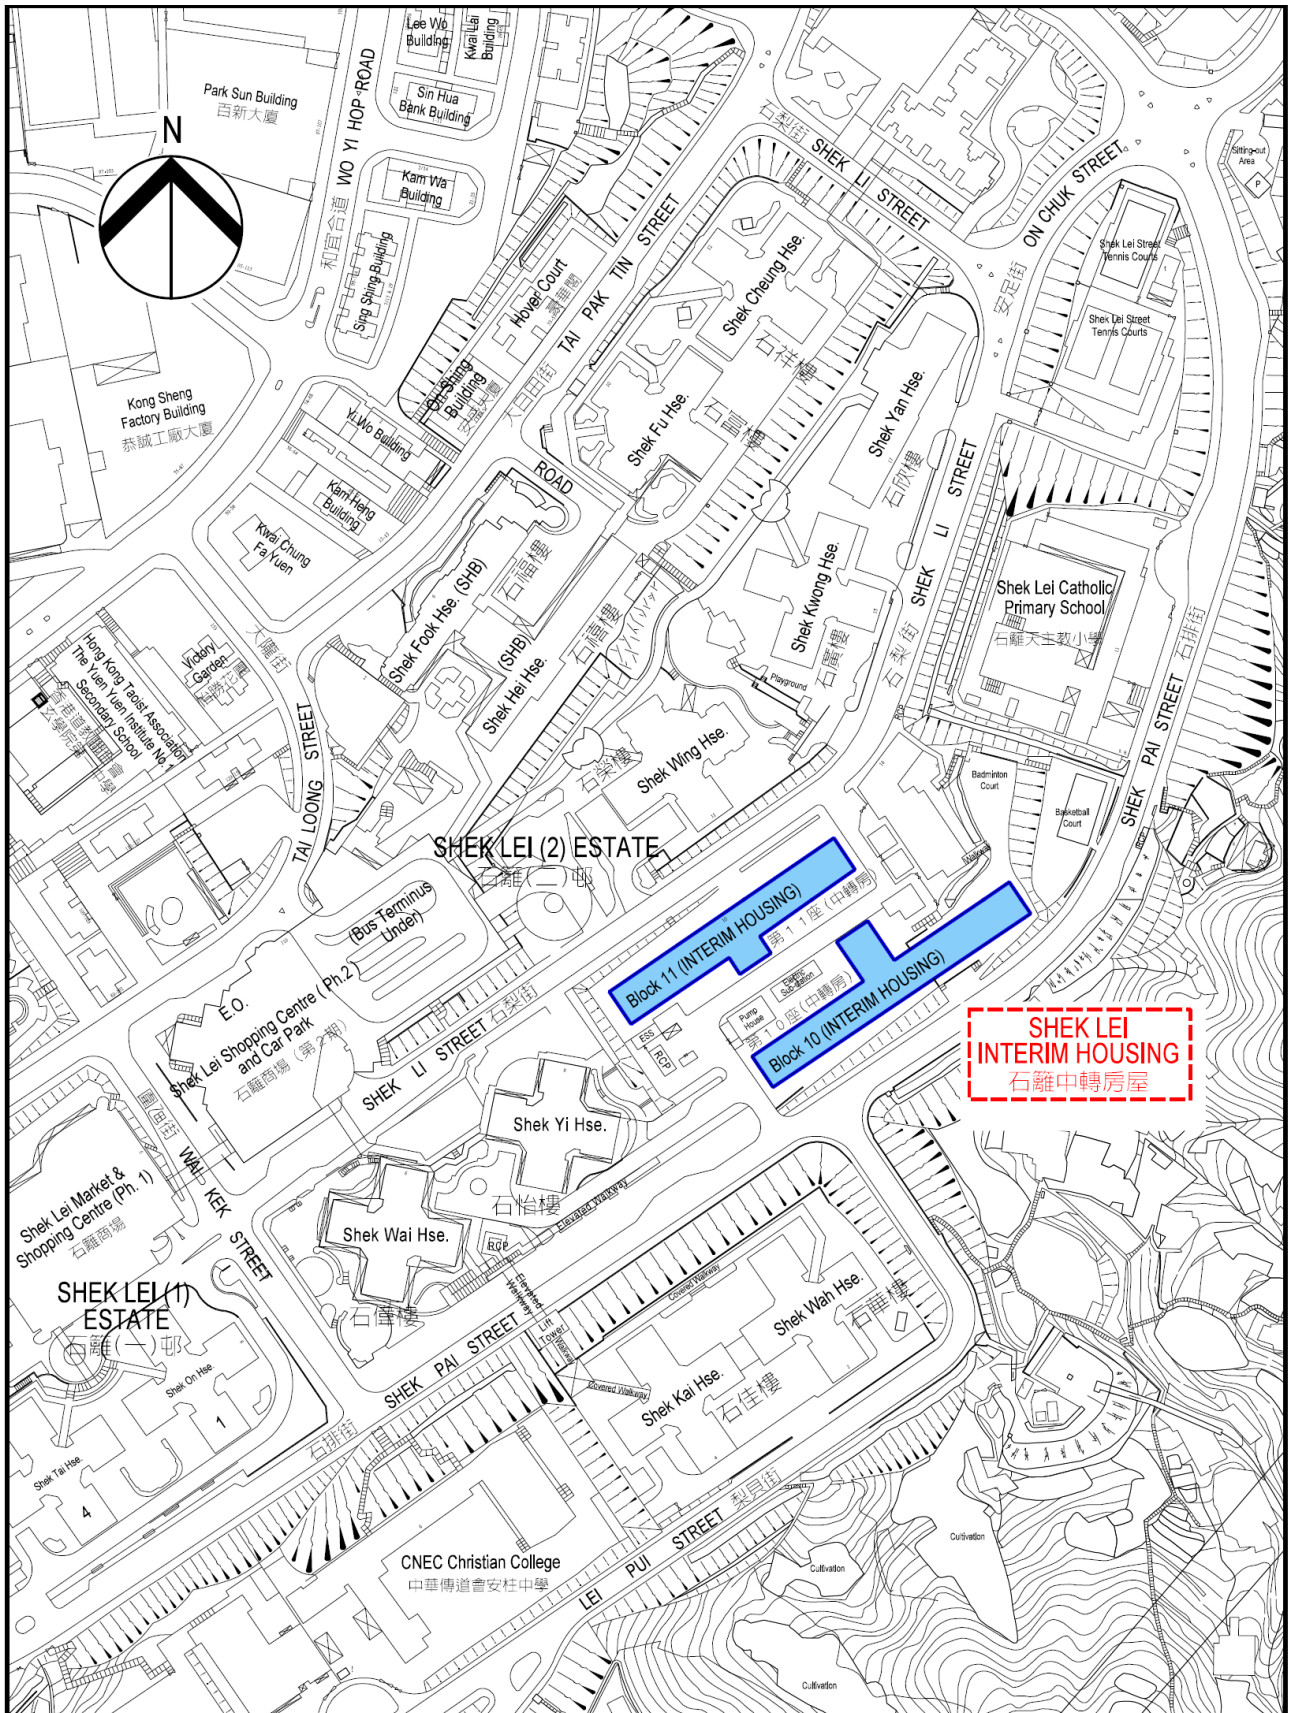 Lee Wo
Building
Kwai Lai
Building
Park Sun Building
百新大廈
Sin Hua
Bank Building
和宜合道 WO YI HOP ROAD
N
Kam Wa
Building
Sing Shing Building
石梨街
SHEK LI STREET
ON CHUK STREET
安足街
Sitting-out
Area
P
Shek Lei Street
Tennis Courts
Shek Lei Street
Tennis Courts
Hover Court
TAI PAK TIN STREET
大白田街
Shek Cheung Hse.
石祥樓
On Shing
Building
Kong Sheng
Factory Building
恭誠工廠大廈
Yi Wo Building
Kam Heng
Building
Kwai Chung
Fa Yuen
ROAD
Shek Fu Hse.
Shek Yan Hse.
石欣樓
SHEK LI STREET
石梨街
Shek Fook Hse. (SHB)
石福樓
Shek Hei Hse. (SHB)
石禧樓
Shek Kwong Hse.
Playground
Shek Lei Catholic
Primary School
石籬天主教小學
SHEK PAI STREET 石排街
Victory
Garden
Hong Kong Taoist Association
The Yuen Yuen Institute No.1
Secondary School
TAI LOONG STREET
大隴街
Shek Wing Hse.
石榮樓
RCP
Badminton
Court
Basketball
Court
RCP
Walkway
SHEK LEI (2) ESTATE
石籬(二)邨
(Bus Terminus
Under)
Block 11 (INTERIM HOUSING)
第11座(中轉房)
Electric
Sub-station
Pump
House
ESS
RCP
第10座(中轉房)
Block 10 (INTERIM HOUSING)
SHEK LEI
INTERIM HOUSING
石籬中轉房屋
E.O.
Shek Lei Shopping Centre (Ph.2)
and Car Park
石籬商場(第2期)
SHEK LI STREET 石梨街
Shek Yi Hse.
石怡樓
Elevated Walkway
Shek Wai Hse.
石偉樓
RCP
WAI KEK STREET
Shek Lei Market &
Shopping Centre (Ph. 1)
石籬商場
SHEK LEI (1)
ESTATE
石籬(一)邨
Shek On Hse.
1
Shek Tai Hse.
4
Elevated
Walkway
Lift
Tower
Walkway
Covered Walkway
Covered Walkway
Shek Wah Hse.
石華樓
Shek Kai Hse.
石佳樓
SHEK PAI STREET
石排街
CNEC Christian College
中華傳道會安柱中學
LEI PUI STREET
梨貝街
Cultivation
Cultivation
Cultivation